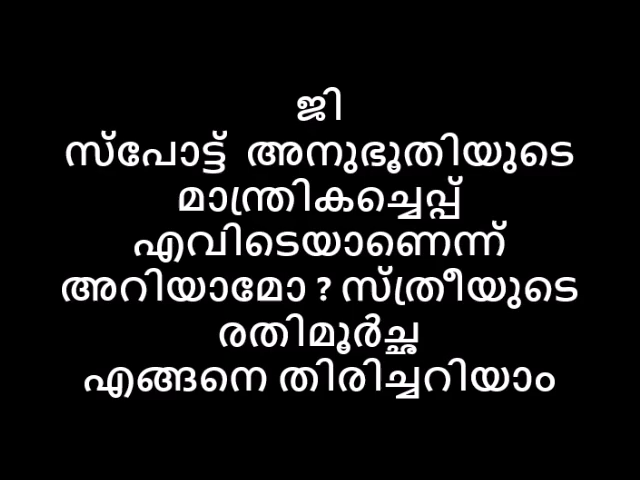 ജി
സ്പോട്ട് അനുഭൂതിയുടെ
മാന്ത്രികച്ചെപ്പ്
എവിടെയാണെന്ന്
അറിയാമോ ? സ്ത്രീയുടെ
രതിമൂർച്ഛ
എങ്ങനെ തിരിച്ചറിയാം